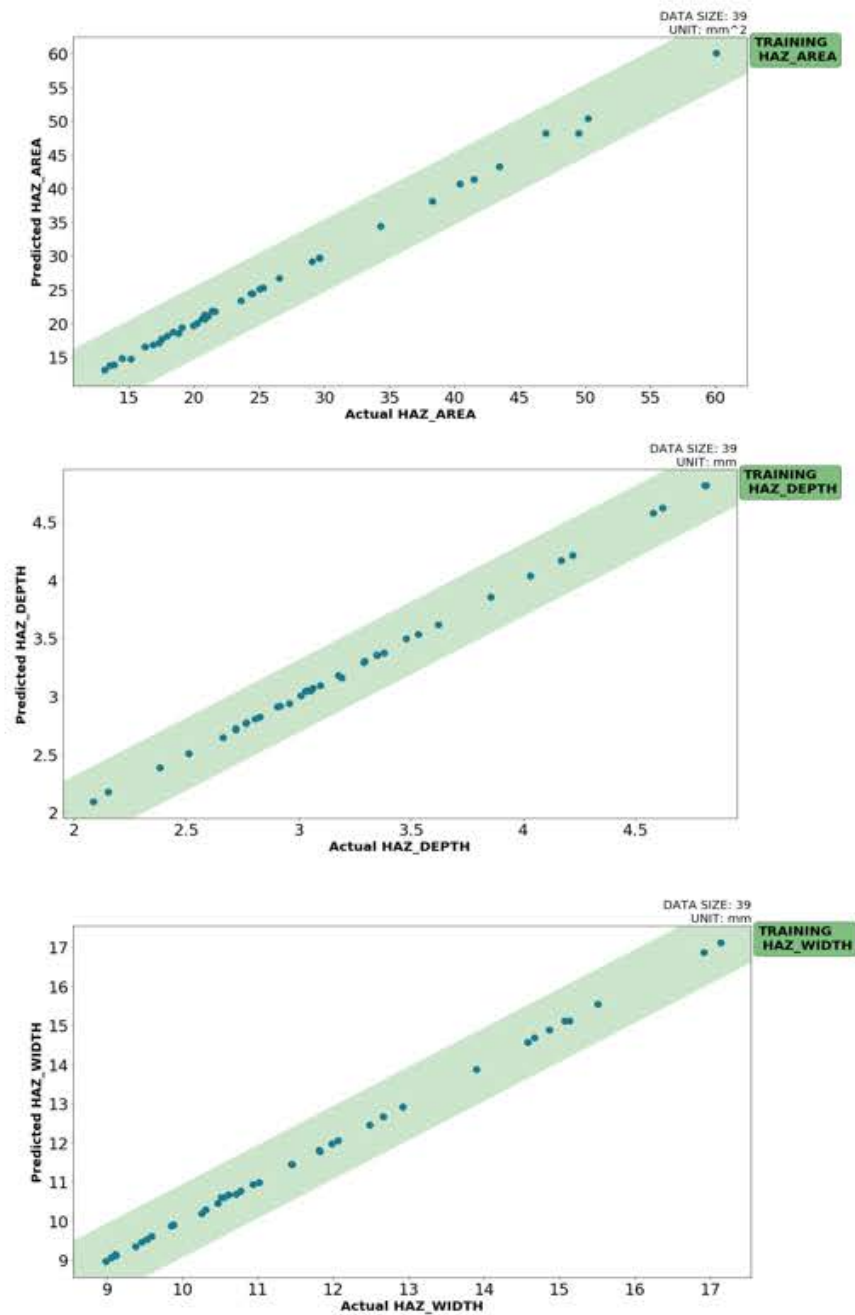 DATA SIZE: 39
UNIT: mm^2
TRAINING
HAZ_AREA
60
55
50
45
40
35
30
25
20
15
Predicted HAZ_AREA
15 20 25 30 35 40 45 50 55 60
Actual HAZ_AREA
DATA SIZE: 39
UNIT: mm
TRAINING
HAZ_DEPTH
4.5
4
3.5
3
2.5
2
Predicted HAZ_DEPTH
2 2.5 3 3.5 4 4.5
Actual HAZ_DEPTH
DATA SIZE: 39
UNIT: mm
TRAINING
HAZ_WIDTH
17
16
15
14
13
12
11
10
9
Predicted HAZ_WIDTH
9 10 11 12 13 14 15 16 17
Actual HAZ_WIDTH